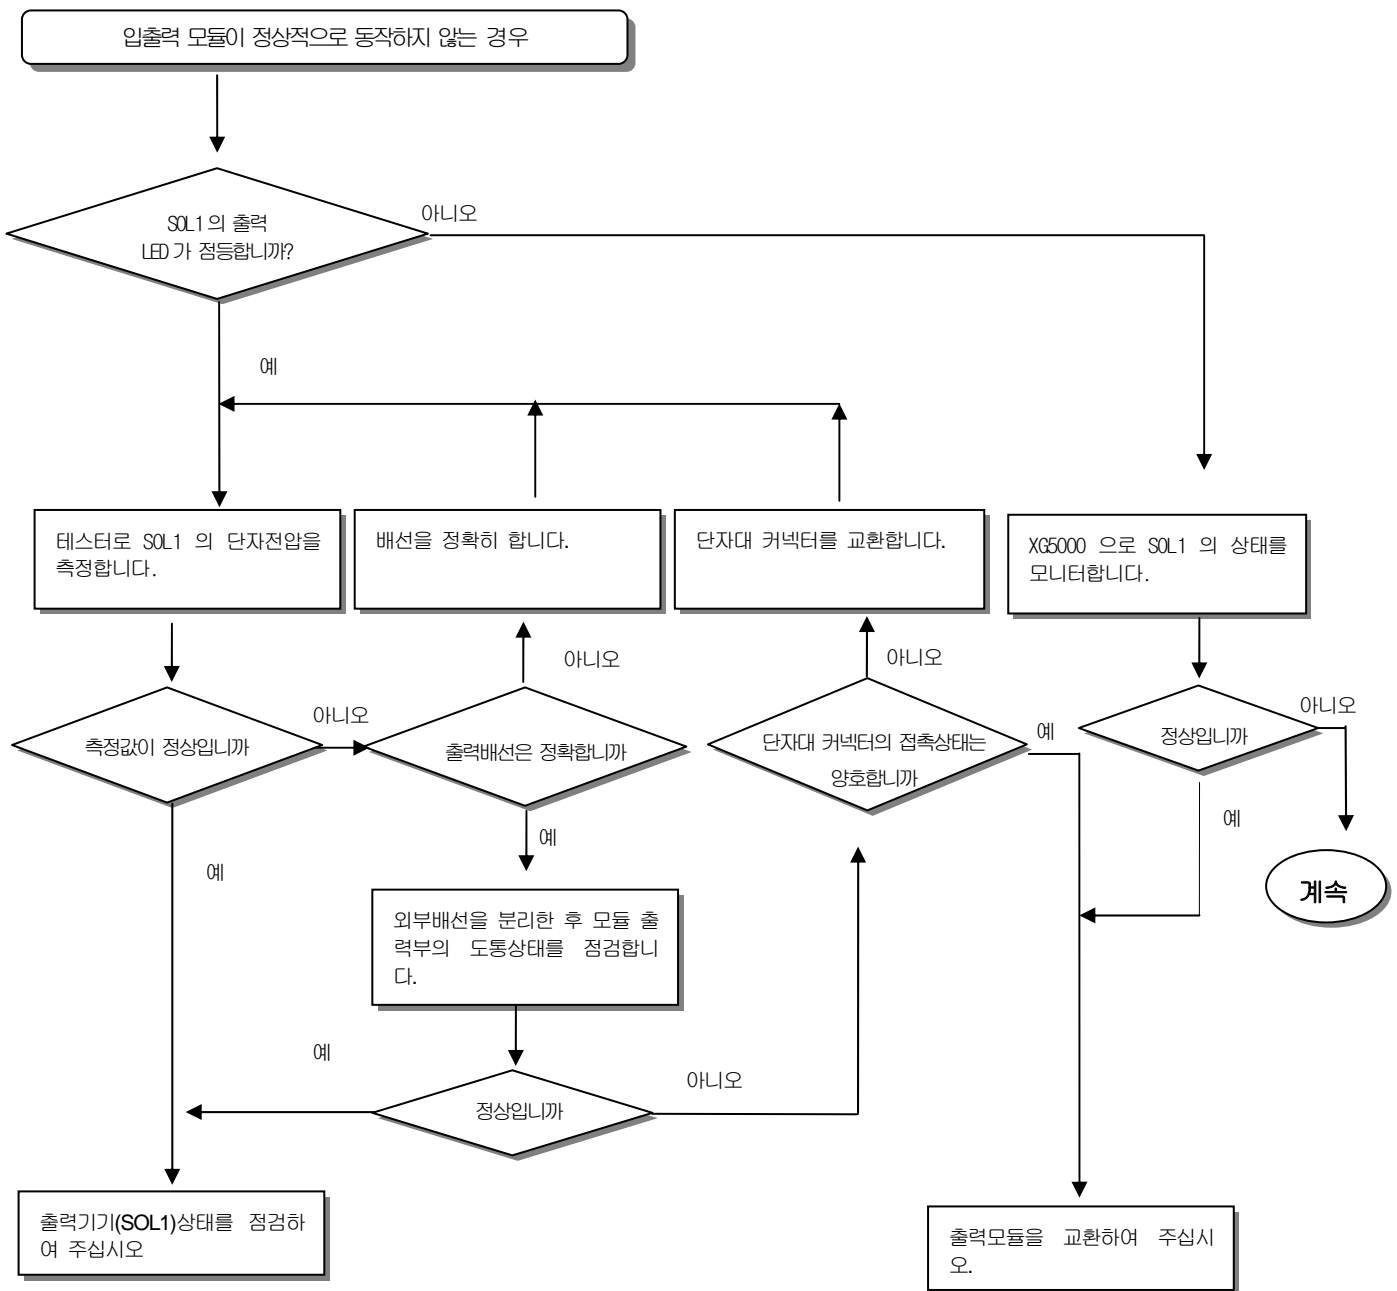 입출력 모듈이 정상적으로 동작하지 않는 경우
SOL1의 출력
LED가 점등합니까?
아니오
예
테스터로 SOL1 의 단자전압을
측정합니다.
배선을 정확히 합니다.
단자대 커넥터를 교환합니다.
XG5000 으로 SOL1 의 상태를
모니터합니다.
아니오
아니오
측정값이 정상입니까
아니오
출력배선은 정확합니까
단자대 커넥터의 접촉상태는
양호합니까
예
정상입니까
아니오
예
예
예
계속
외부배선을 분리한 후 모듈 출
력부의 도통상태를 점검합니
다.
예
정상입니까
아니오
출력기기(SOL1)상태를 점검하
여 주십시오
출력모듈을 교환하여 주십시
오.